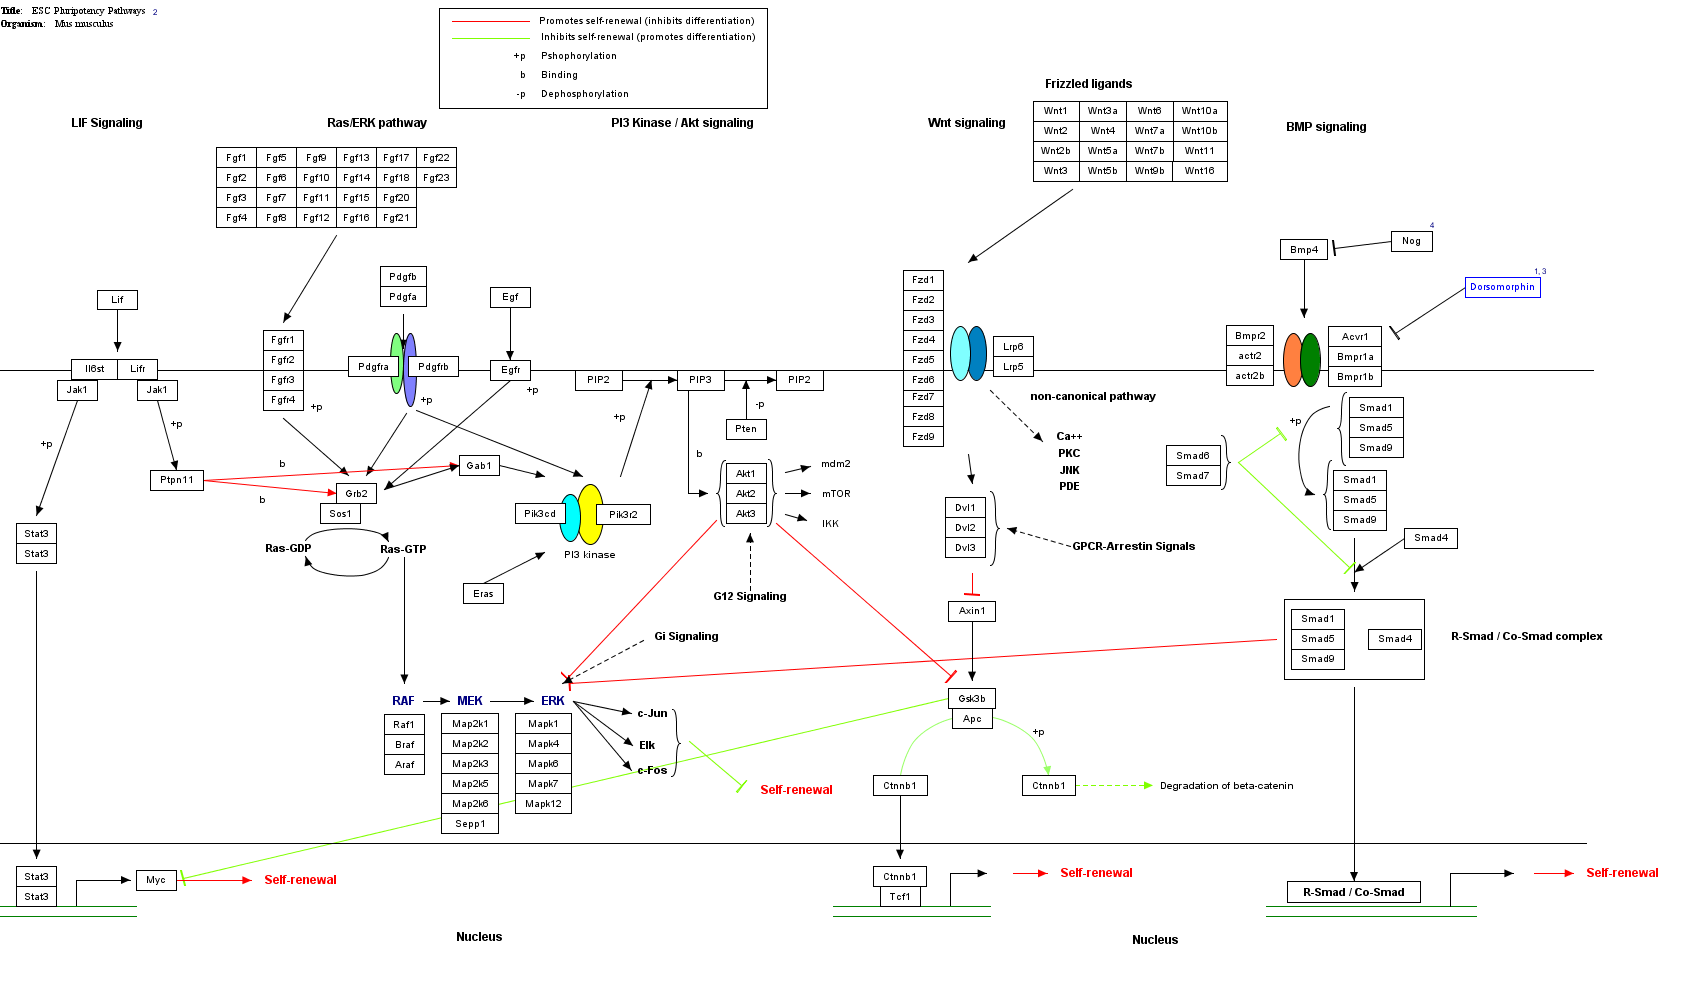 Title: ESC Pluripotency Pathways 2
Organism: Mus musculus
Promotes self-renewal (inhibits differentiation)
Inhibits self-renewal (promotes differentiation)
+p Pshophorylation
b Binding
-p Dephosphorylation
LIF Signaling
Ras/ERK pathway
PI3 Kinase / Akt signaling
Wnt signaling
Frizzled ligands
BMP signaling
Wnt1 Wnt3a Wnt6 Wnt10a
Wnt2 Wnt4 Wnt7a Wnt10b
Wnt2b Wnt5a Wnt7b Wnt11
Wnt3 Wnt5b Wnt9b Wnt16
Fgf1 Fgf5 Fgf9 Fgf13 Fgf17 Fgf22
Fgf2 Fgf6 Fgf10 Fgf14 Fgf18 Fgf23
Fgf3 Fgf7 Fgf11 Fgf15 Fgf20
Fgf4 Fgf8 Fgf12 Fgf16 Fgf21
Lif
Il6st Lifr
Jak1 Jak1
+p
+p
Ptpn11
b
b
Stat3
Stat3
Fgfr1
Fgfr2
Fgfr3
Fgfr4
+p
Pdgfb
Pdgfa
Pdgfra Pdgfrb
+p
Egf
Egfr
+p
Gab1
Grb2
Sos1
Ras-GDP Ras-GTP
Pik3cd Pik3r2
PI3 kinase
Eras
PIP2 PIP3 PIP2
+p
-p
Pten
b
Akt1
Akt2
Akt3
mdm2
mTOR
IKK
G12 Signaling
Gi Signaling
RAF MEK ERK
Raf1
Braf
Araf
Map2k1
Map2k2
Map2k3
Map2k5
Map2k6
Sepp1
Mapk1
Mapk4
Mapk6
Mapk7
Mapk12
c-Jun
Elk
c-Fos
Self-renewal
Fzd1
Fzd2
Fzd3
Fzd4
Fzd5
Fzd6
Fzd7
Fzd8
Fzd9
Lrp6
Lrp5
non-canonical pathway
Ca++
PKC
JNK
PDE
Dvl1
Dvl2
Dvl3
GPCR-Arrestin Signals
Axin1
Gsk3b
Apc
+p
Ctnnb1 Ctnnb1
Degradation of beta-catenin
4
Nog
Bmp4
1, 3
Dorsomorphin
Bmpr2
actr2
actr2b
Acvr1
Bmpr1a
Bmpr1b
+p
Smad1
Smad5
Smad9
Smad6
Smad7
Smad1
Smad5
Smad9
Smad4
Smad1
Smad5
Smad9
Smad4
R-Smad / Co-Smad complex
Stat3
Stat3
Myc
Self-renewal
Ctnnb1
Tcf1
Self-renewal
R-Smad / Co-Smad
Self-renewal
Nucleus
Nucleus